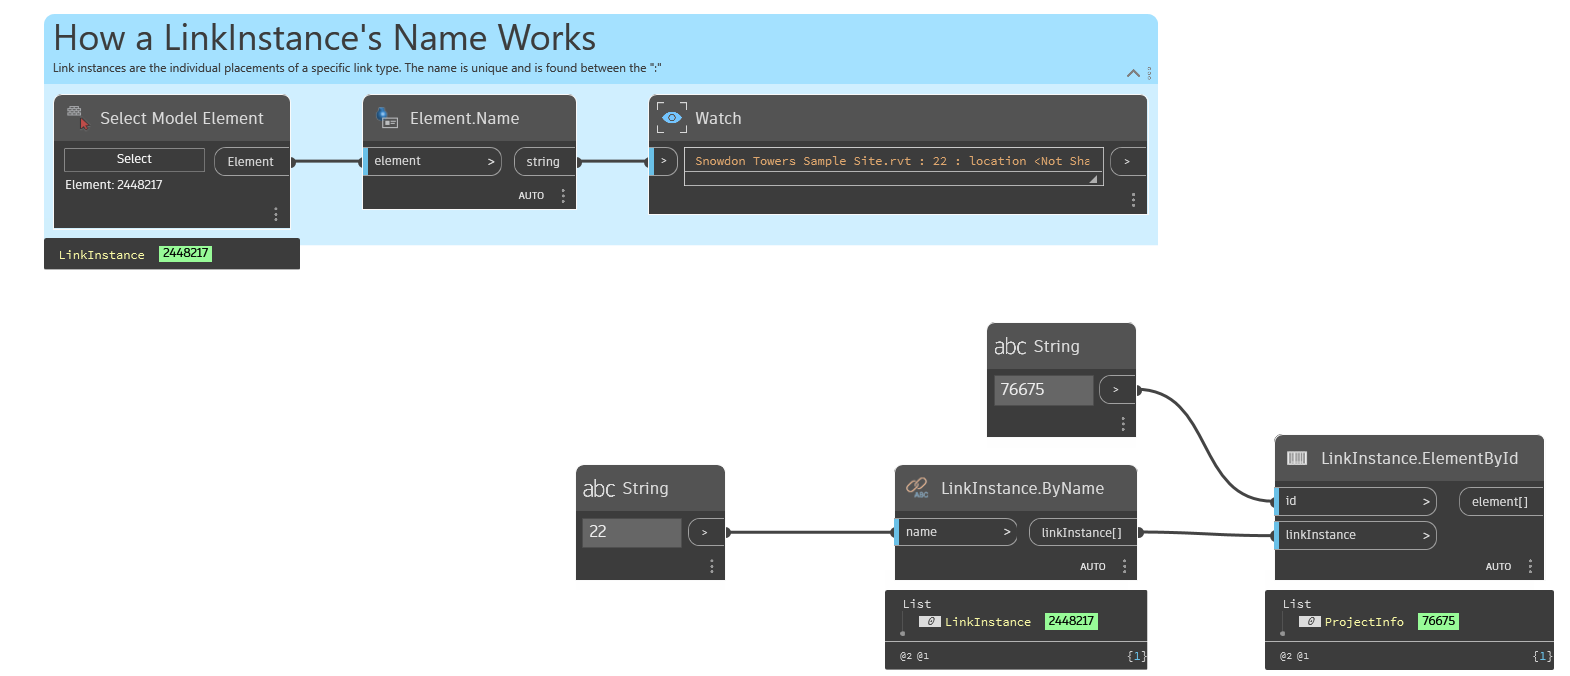 How a LinkInstance's Name Works
Link instances are the individual placements of a specific link type. The name is unique and is found between the ":"
Select Model Element
Select
Element
Element: 2448217
LinkInstance 2448217
Element.Name
element >
string
AUTO
Watch
>
Snowdon Towers Sample Site.rvt : 22 : location <Not Sha
>
abc String
76675
>
abc String
22
>
ABC
LinkInstance.ByName
name >
linkInstance[]
AUTO
List
0 LinkInstance 2448217
@2 @1 {1}
LinkInstance.ElementById
id >
element[]
linkInstance >
AUTO
List
0 ProjectInfo 76675
@2 @1 {1}